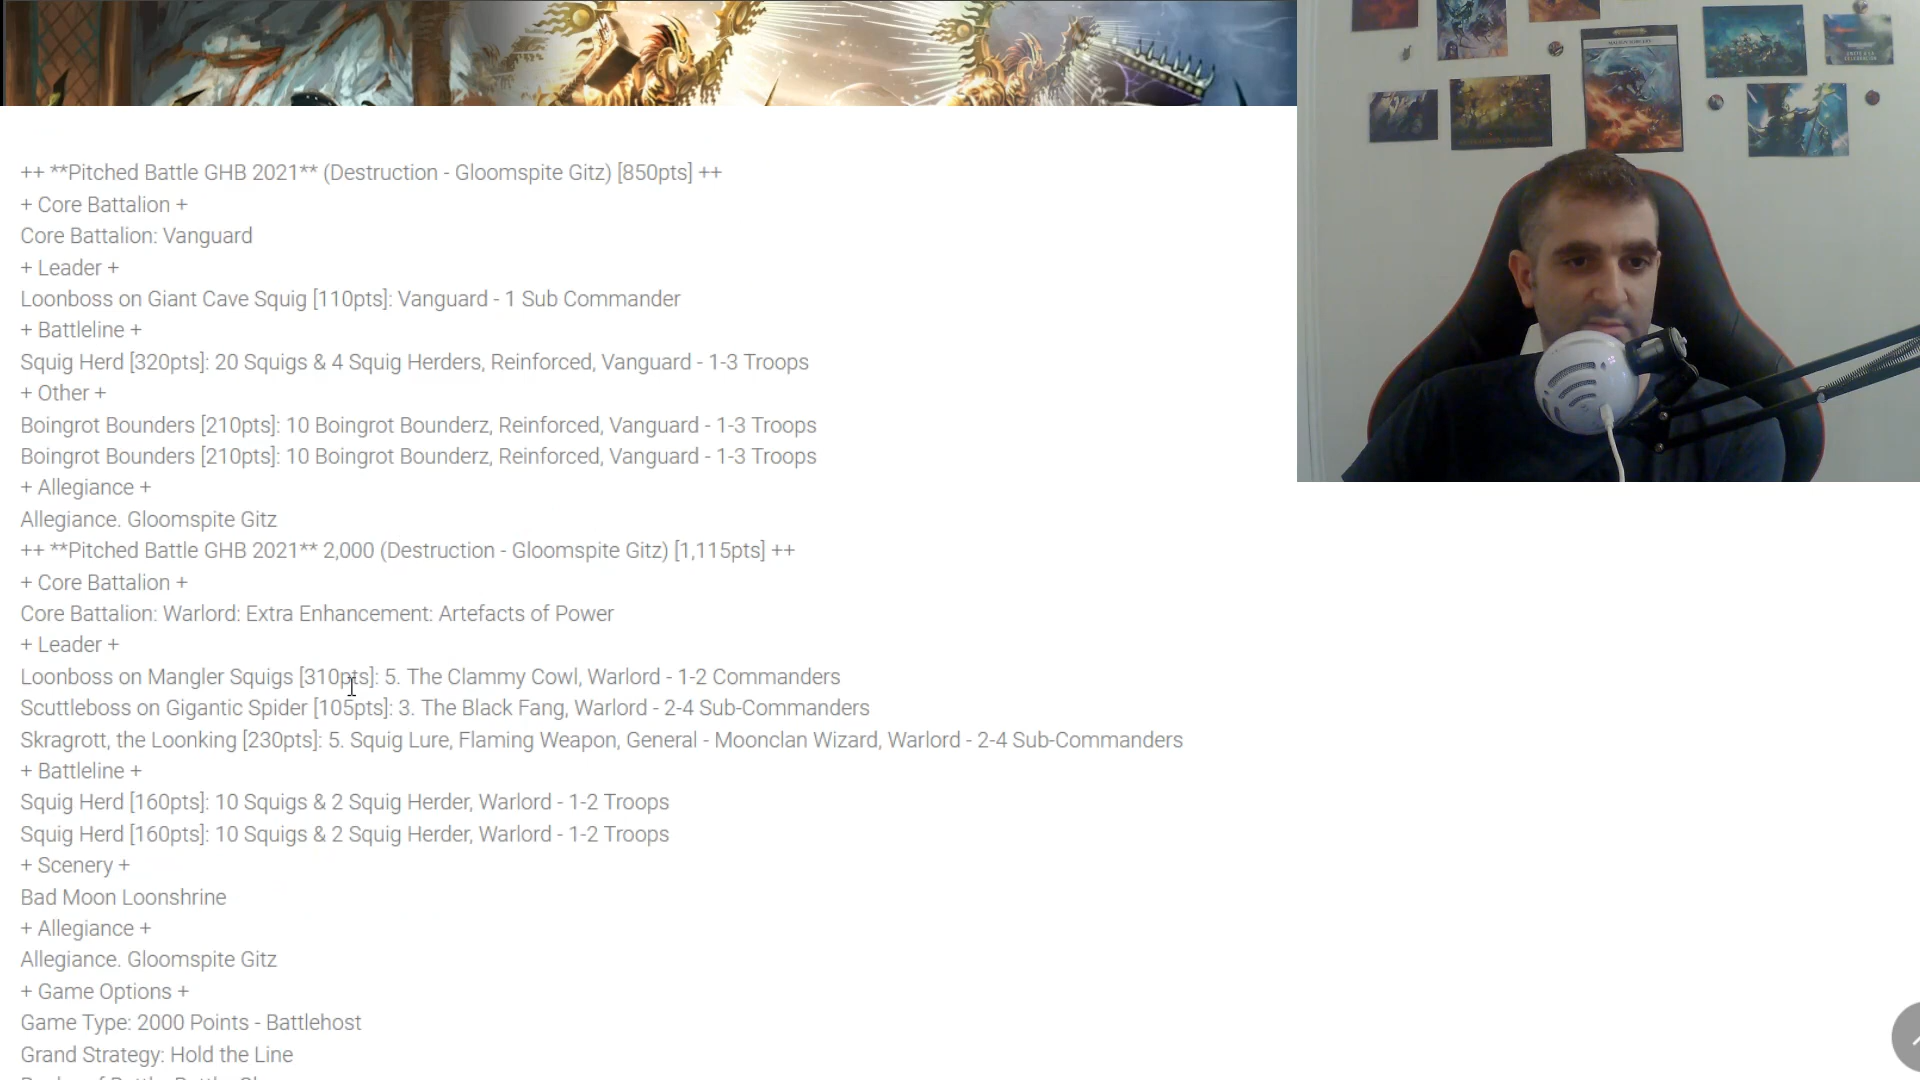 ++ **Pitched Battle GHB 2021** (Destruction - Gloomspite Gitz) [850pts] ++
+ Core Battalion +
Core Battalion: Vanguard
+ Leader +
Loonboss on Giant Cave Squig [110pts]: Vanguard - 1 Sub Commander
+ Battleline +
Squig Herd [320pts]: 20 Squigs & 4 Squig Herders, Reinforced, Vanguard - 1-3 Troops
+ Other +
Boingrot Bounders [210pts]: 10 Boingrot Bounderz, Reinforced, Vanguard - 1-3 Troops
Boingrot Bounders [210pts]: 10 Boingrot Bounderz, Reinforced, Vanguard - 1-3 Troops
+ Allegiance +
Allegiance. Gloomspite Gitz
++ **Pitched Battle GHB 2021** 2,000 (Destruction - Gloomspite Gitz) [1,115pts] ++
+ Core Battalion +
Core Battalion: Warlord: Extra Enhancement: Artefacts of Power
+ Leader +
Loonboss on Mangler Squigs [310pts]: 5. The Clammy Cowl, Warlord - 1-2 Commanders
Scuttleboss on Gigantic Spider [105pts]: 3. The Black Fang, Warlord - 2-4 Sub-Commanders
Skragrott, the Loonking [230pts]: 5. Squig Lure, Flaming Weapon, General - Moonclan Wizard, Warlord - 2-4 Sub-Commanders
+ Battleline +
Squig Herd [160pts]: 10 Squigs & 2 Squig Herder, Warlord - 1-2 Troops
Squig Herd [160pts]: 10 Squigs & 2 Squig Herder, Warlord - 1-2 Troops
+ Scenery +
Bad Moon Loonshrine
+ Allegiance +
Allegiance. Gloomspite Gitz
+ Game Options +
Game Type: 2000 Points - Battlehost
Grand Strategy: Hold the Line